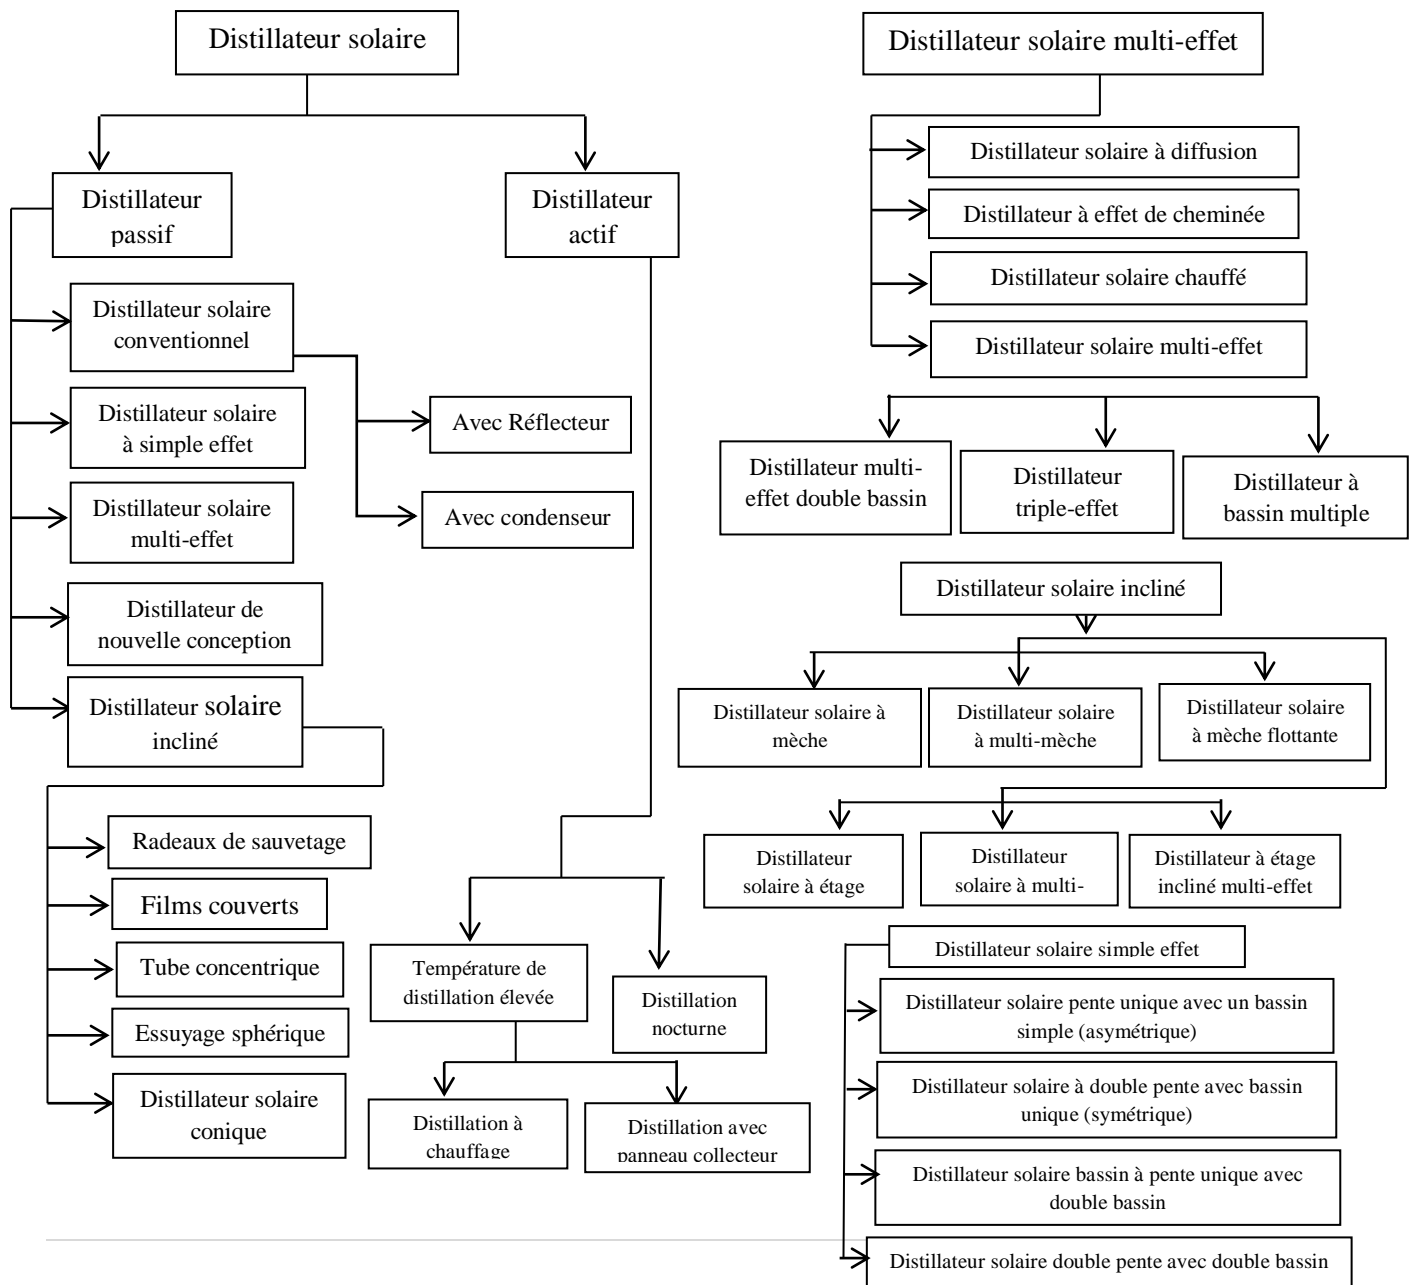 Distillateur solaire
Distillateur
passif
Distillateur
actif
Distillateur solaire
conventionnel
Distillateur solaire
à simple effet
Distillateur solaire
multi-effet
Distillateur de
nouvelle conception
Distillateur solaire
incliné
Avec Réflecteur
Avec condenseur
Radeaux de sauvetage
Films couverts
Tube concentrique
Essuyage sphérique
Distillateur solaire
conique
Température de
distillation élevée
Distillation
nocturne
Distillation à
chauffage
Distillation avec
panneau collecteur
Distillateur solaire multi-effet
Distillateur solaire à diffusion
Distillateur à effet de cheminée
Distillateur solaire chauffé
Distillateur solaire multi-effet
Distillateur multi-
effet double bassin
Distillateur
triple-effet
Distillateur à
bassin multiple
Distillateur solaire incliné
Distillateur solaire à
mèche
Distillateur solaire
à multi-mèche
Distillateur solaire
à mèche flottante
Distillateur
solaire à étage
Distillateur
solaire à multi-
Distillateur à étage
incliné multi-effet
Distillateur solaire simple effet
Distillateur solaire pente unique avec un bassin
simple (asymétrique)
Distillateur solaire à double pente avec bassin
unique (symétrique)
Distillateur solaire bassin à pente unique avec
double bassin
Distillateur solaire double pente avec double bassin